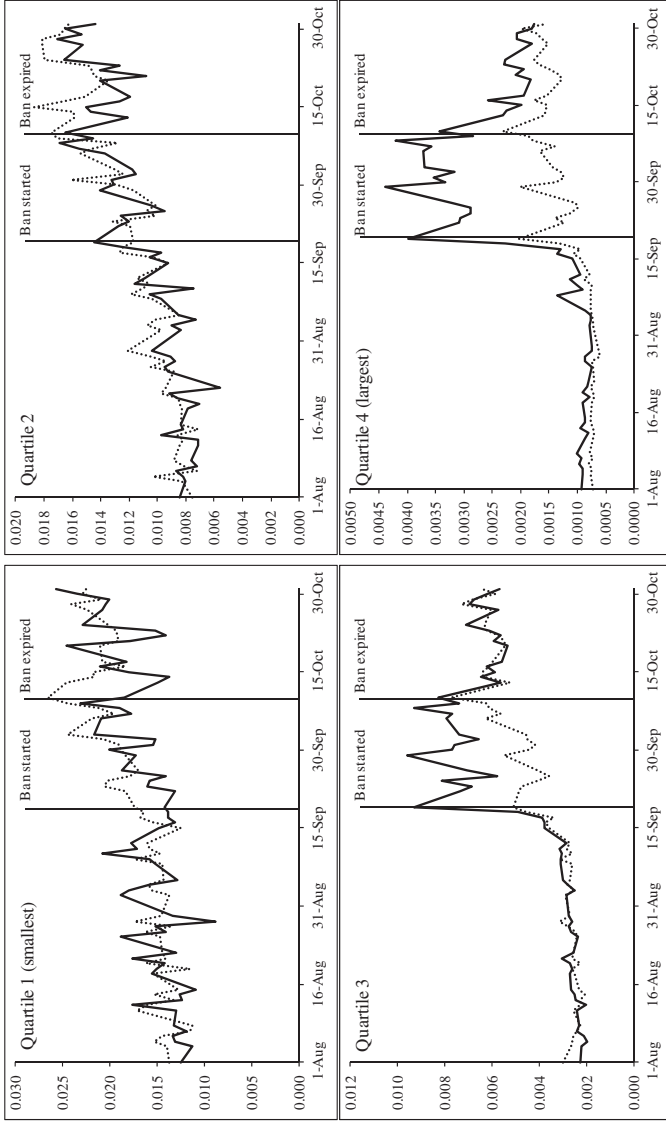 Quartile 1 (smallest)
Ban started
Ban expired
0.030
0.025
0.020
0.015
0.010
0.005
0.000
1-Aug
16-Aug
31-Aug
15-Sep
30-Sep
15-Oct
30-Oct
Quartile 2
Ban started
Ban expired
0.020
0.018
0.016
0.014
0.012
0.010
0.008
0.006
0.004
0.002
0.000
1-Aug
16-Aug
31-Aug
15-Sep
30-Sep
15-Oct
30-Oct
Quartile 3
Ban started
Ban expired
0.012
0.010
0.008
0.006
0.004
0.002
0.000
1-Aug
16-Aug
31-Aug
15-Sep
30-Sep
15-Oct
30-Oct
Quartile 4 (largest)
Ban started
Ban expired
0.0050
0.0045
0.0040
0.0035
0.0030
0.0025
0.0020
0.0015
0.0010
0.0005
0.0000
1-Aug
16-Aug
31-Aug
15-Sep
30-Sep
15-Oct
30-Oct